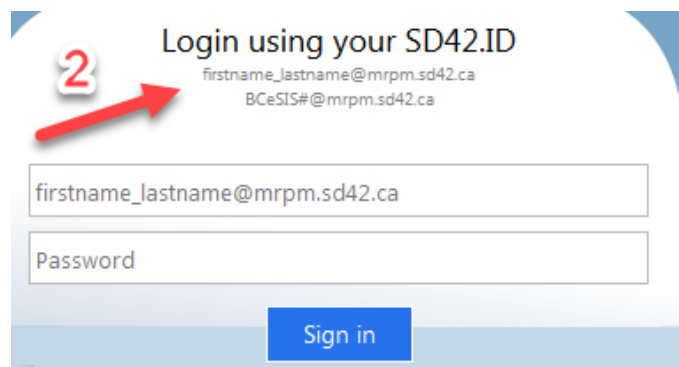 Login using your SD42.ID
2
firstname_lastname@mrpm.sd42.ca
BCeSIS#@mrpm.sd42.ca
firstname_lastname@mrpm.sd42.ca
Password
Sign in